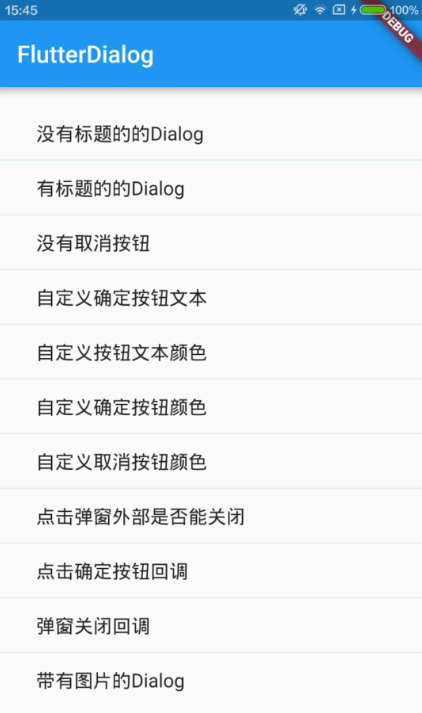 15:45
100%
DEBUG
FlutterDialog
没有标题的的Dialog
有标题的的Dialog
没有取消按钮
自定义确定按钮文本
自定义按钮文本颜色
自定义确定按钮颜色
自定义取消按钮颜色
点击弹窗外部是否能关闭
点击确定按钮回调
弹窗关闭回调
带有图片的Dialog